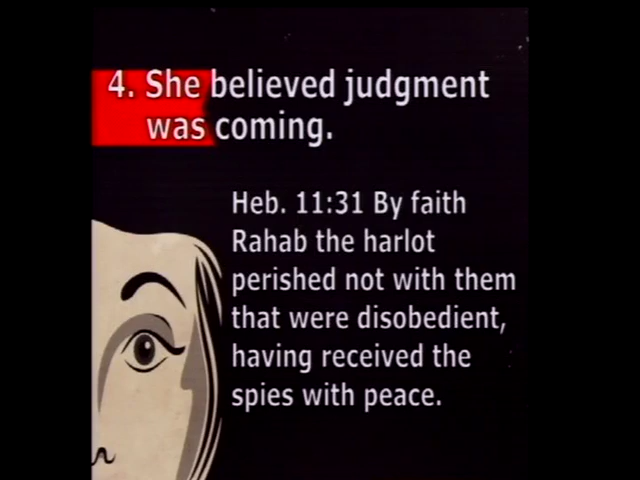 4. She believed judgment
was coming.
Heb. 11:31 By faith
Rahab the harlot
perished not with them
that were disobedient,
having received the
spies with peace.